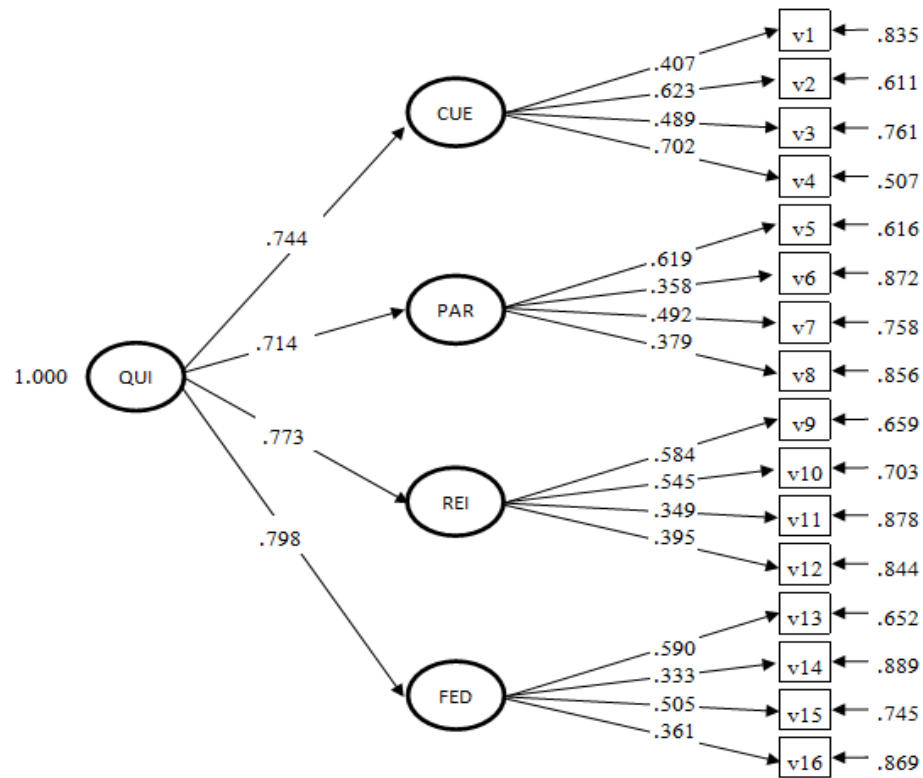 v1 .835
.407
v2 .611
.623
CUE
.489
v3 .761
.702
v4 .507
v5 .616
.744
.619
v6 .872
.358
PAR
.492
v7 .758
.714
.379
v8 .856
1.000 QUI
v9 .659
.773
.584
v10 .703
.545
REI
.349
v11 .878
.395
.798
v12 .844
v13 .652
.590
v14 .889
.333
FED
.505
v15 .745
.361
v16 .869